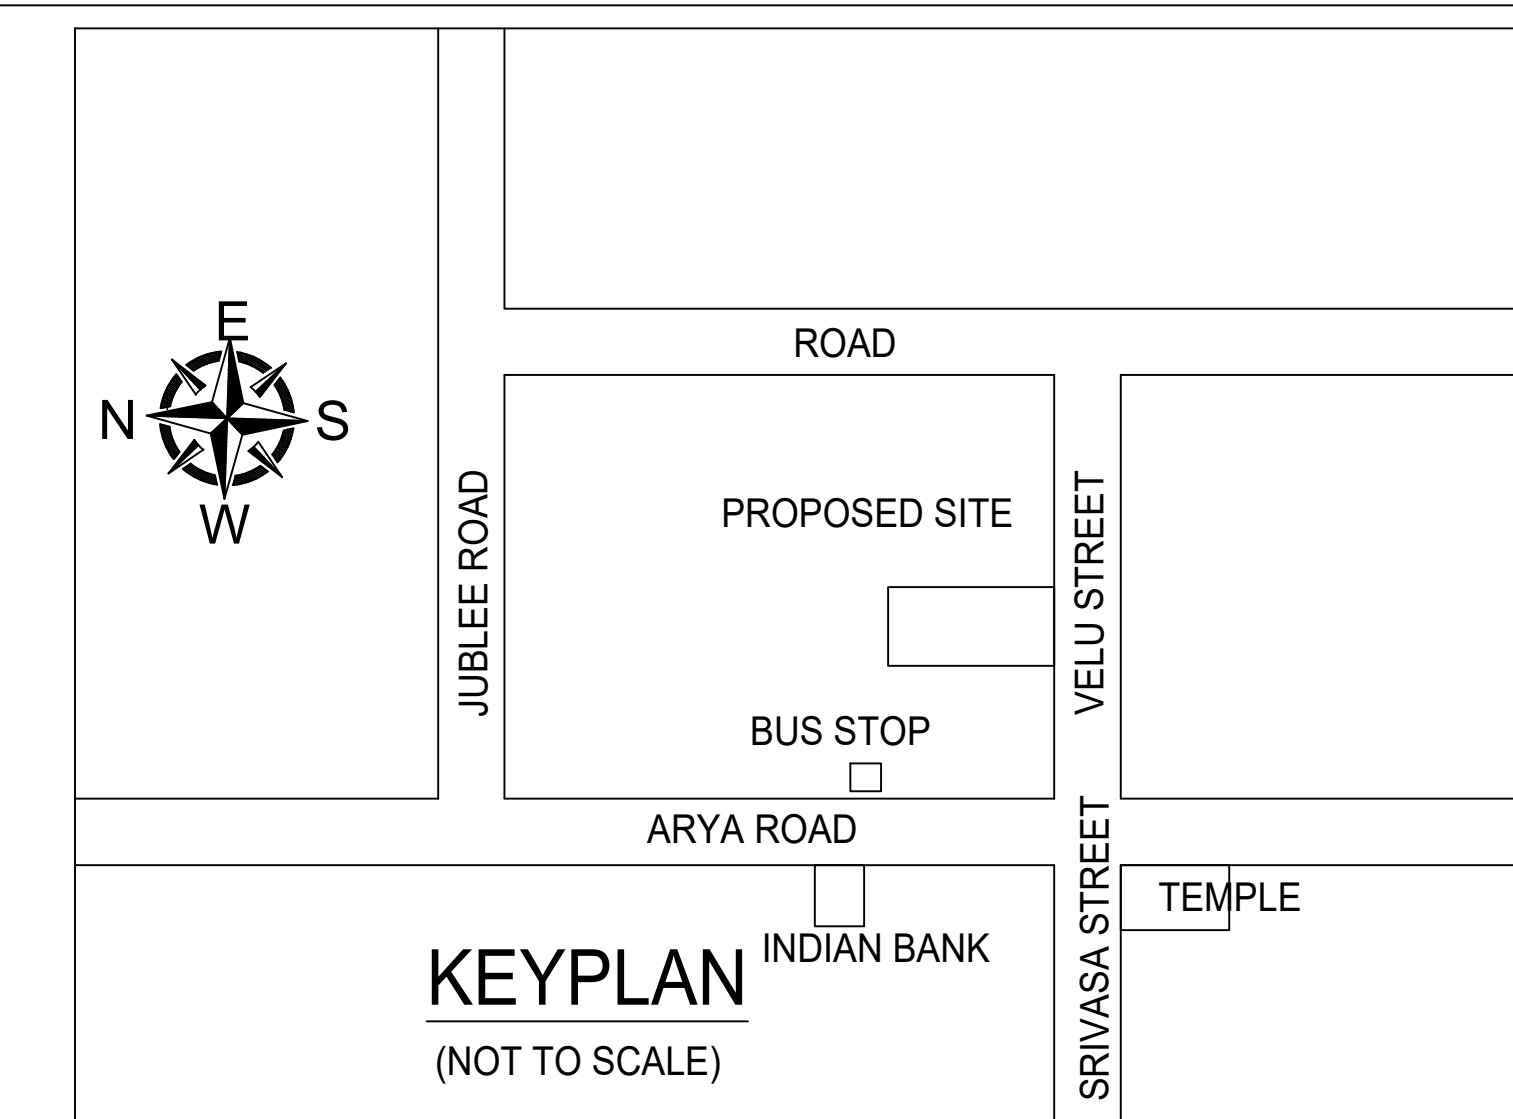 E
ROAD
N
S
W
PROPOSED SITE
JUBLEE ROAD
VELU STREET
BUS STOP
ARYA ROAD
SRIVASA STREET
TEMPLE
INDIAN BANK
KEYPLAN
(NOT TO SCALE)